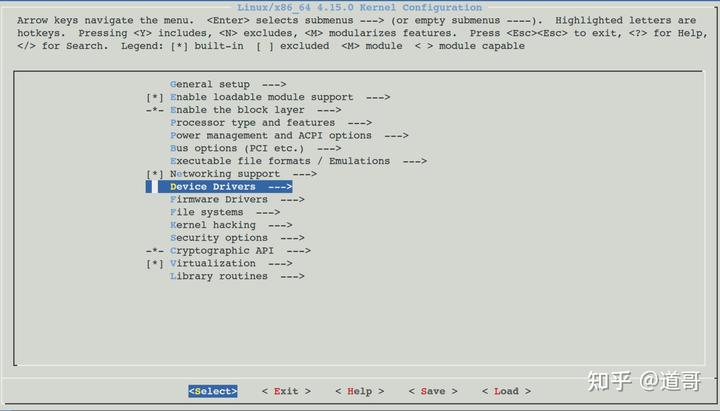 Linux/x86_64 4.15.0 Kernel Configuration
Arrow keys navigate the menu.  <Enter> selects submenus ---> (or empty submenus ----).  Highlighted letters are
hotkeys.  Pressing <Y> includes, <N> excludes, <M> modularizes features.  Press <Esc><Esc> to exit, <?> for Help,
</> for Search.  Legend: [*] built-in  [ ] excluded  <M> module  < > module capable
General setup  --->
[*] Enable loadable module support  --->
-*- Enable the block layer  --->
Processor type and features  --->
Power management and ACPI options  --->
Bus options (PCI etc.)  --->
Executable file formats / Emulations  --->
[*] Networking support  --->
Device Drivers  --->
Firmware Drivers  --->
File systems  --->
Kernel hacking  --->
Security options  --->
-*- Cryptographic API  --->
[*] Virtualization  --->
Library routines  --->
<Select>    < Exit >    < Help >    < Save >    < Load >
知乎 @道哥